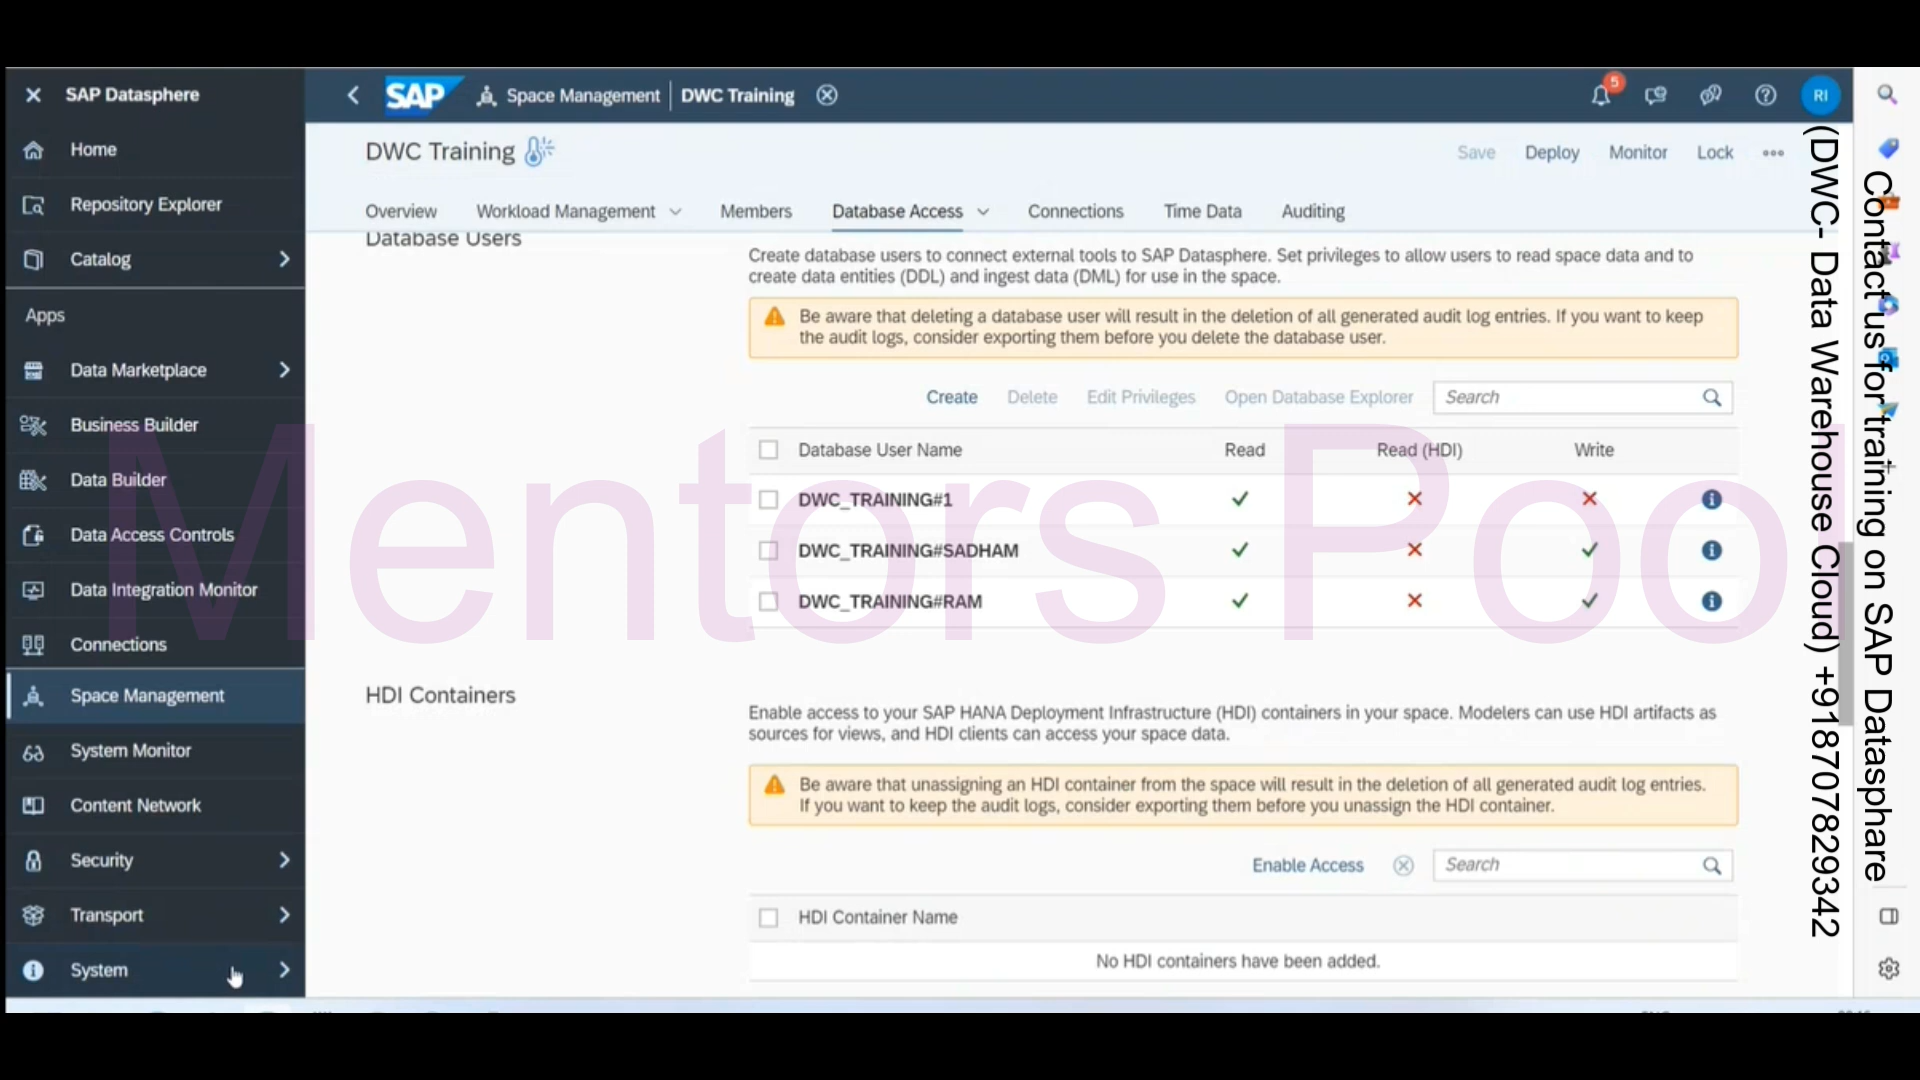 SAP Datasphere
Home
Repository Explorer
Catalog
Apps
Data Marketplace
Business Builder
Data Builder
Data Access Controls
Data Integration Monitor
Connections
Space Management
System Monitor
Content Network
Security
Transport
System
SAP Space Management DWC Training
5
RI
DWC Training
Save Deploy Monitor Lock
Overview Workload Management Members Database Access Connections Time Data Auditing
Database Users
Create database users to connect external tools to SAP Datasphere. Set privileges to allow users to read space data and to
create data entities (DDL) and ingest data (DML) for use in the space.
Be aware that deleting a database user will result in the deletion of all generated audit log entries. If you want to keep
the audit logs, consider exporting them before you delete the database user.
Create Delete Edit Privileges Open Database Explorer Search
Database User Name Read Read (HDI) Write
DWC_TRAINING#1
DWC_TRAINING#SADHAM
DWC_TRAINING#RAM
HDI Containers
Enable access to your SAP HANA Deployment Infrastructure (HDI) containers in your space. Modelers can use HDI artifacts as
sources for views, and HDI clients can access your space data.
Be aware that unassigning an HDI container from the space will result in the deletion of all generated audit log entries.
If you want to keep the audit logs, consider exporting them before you unassign the HDI container.
Enable Access Search
HDI Container Name
No HDI containers have been added.
Mentors Pool
Contact us for training on SAP Datasphare
(DWC- Data Warehouse Cloud) +918707829342